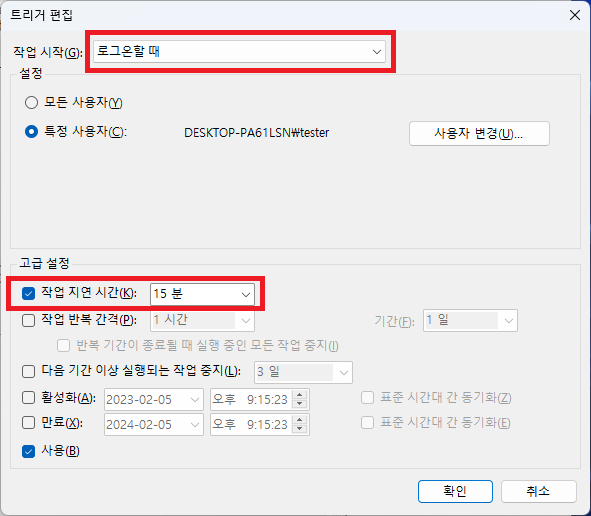 트리거 편집
작업 시작(G): 로그온할 때
설정
모든 사용자(Y)
특정 사용자(C): DESKTOP-PA61LSN\tester 사용자 변경(U)...
고급 설정
작업 지연 시간(K): 15 분
작업 반복 간격(P): 1 시간 기간(F): 1 일
반복 기간이 종료될 때 실행 중인 모든 작업 중지(I)
다음 기간 이상 실행되는 작업 중지(L): 3 일
활성화(A): 2023-02-05 오후 9:15:23 표준 시간대 간 동기화(Z)
만료(X): 2024-02-05 오후 9:15:23 표준 시간대 간 동기화(E)
사용(B)
확인 취소